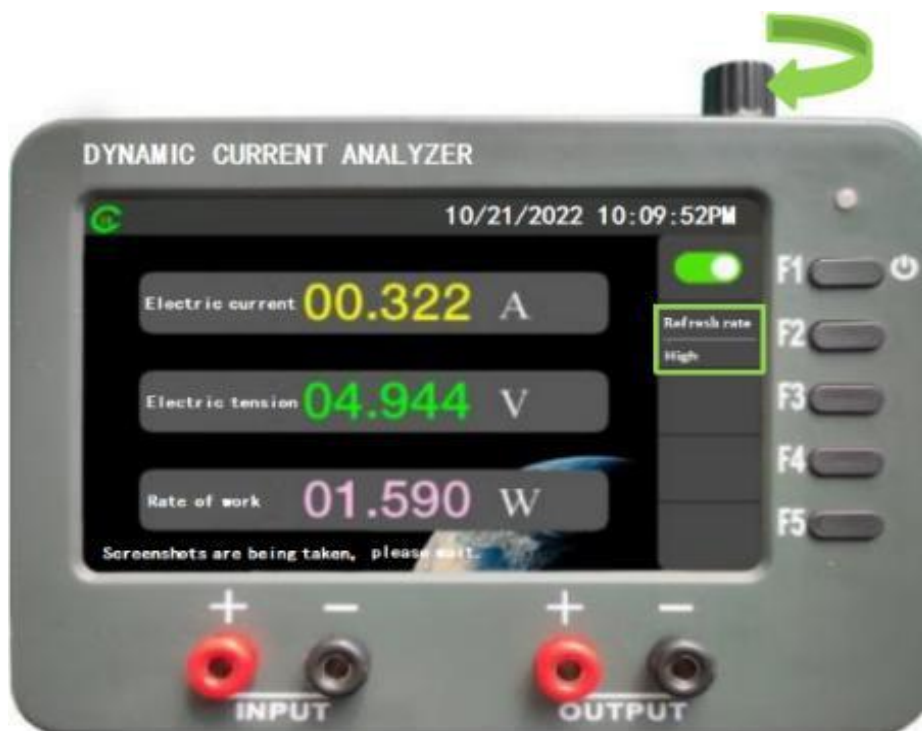 DYNAMIC CURRENT ANALYZER
10/21/2022 10:09:52PM
F1
Electric current 00.322 A
Refresh rate
High
F2
Electric tension 04.944 V
F3
F4
Rate of work 01.590 W
F5
Screenshots are being taken, please wait.
+ − + −
INPUT OUTPUT